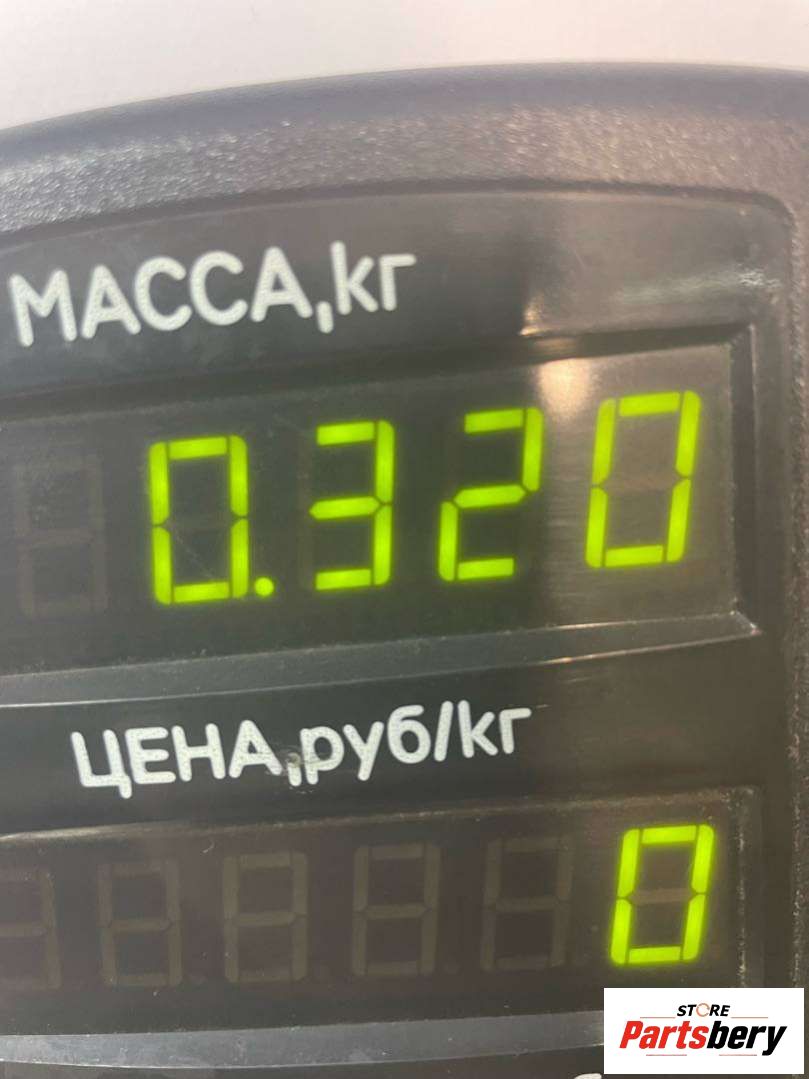 МАССА,кг
0.320
ЦЕНА,руб/кг
0
STORE
Partsbery